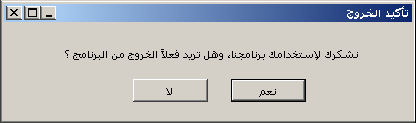 تأكيد الخروج
نشكرك لإستخدامك برنامجنا، وهل تريد فعلاً الخروج من البرنامج ؟
نعم
لا